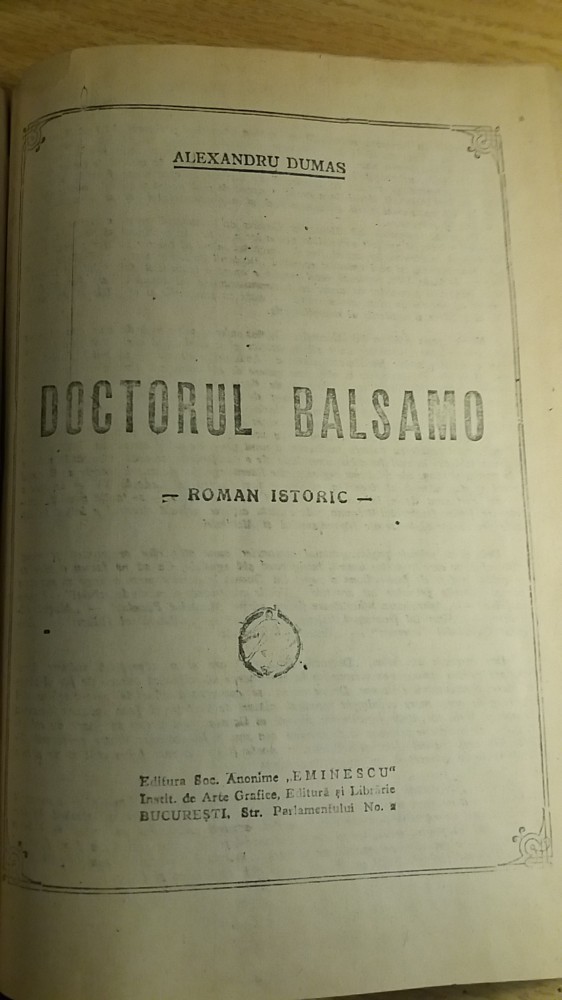 ALEXANDRU DUMAS
DOCTORUL BALSAMO
— ROMAN ISTORIC —
Editura Soc. Anonime „EMINESCU“
Instit. de Arte Grafice, Editură și Librărie
BUCUREȘTI, Str. Parlamentului No. 2